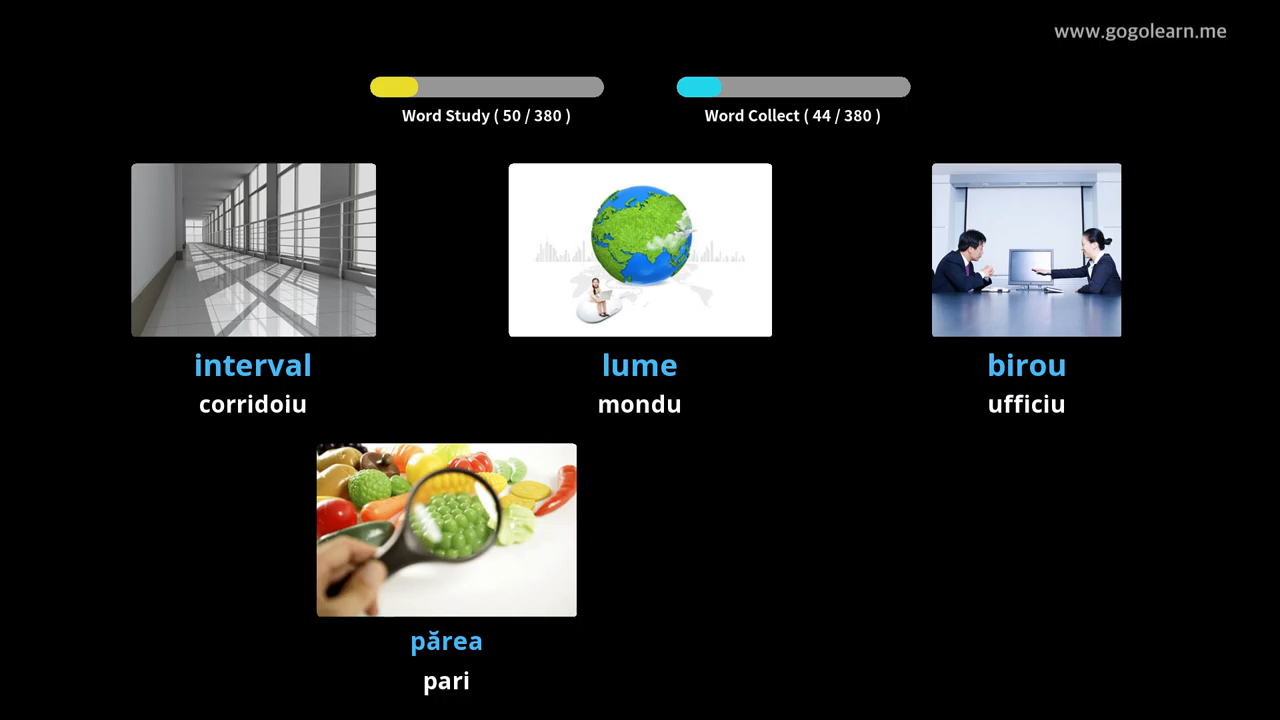 www.gogolearn.me
Word Study ( 50 / 380 )
Word Collect ( 44 / 380 )
interval
corridoiu
lume
mondu
birou
ufficiu
părea
pari